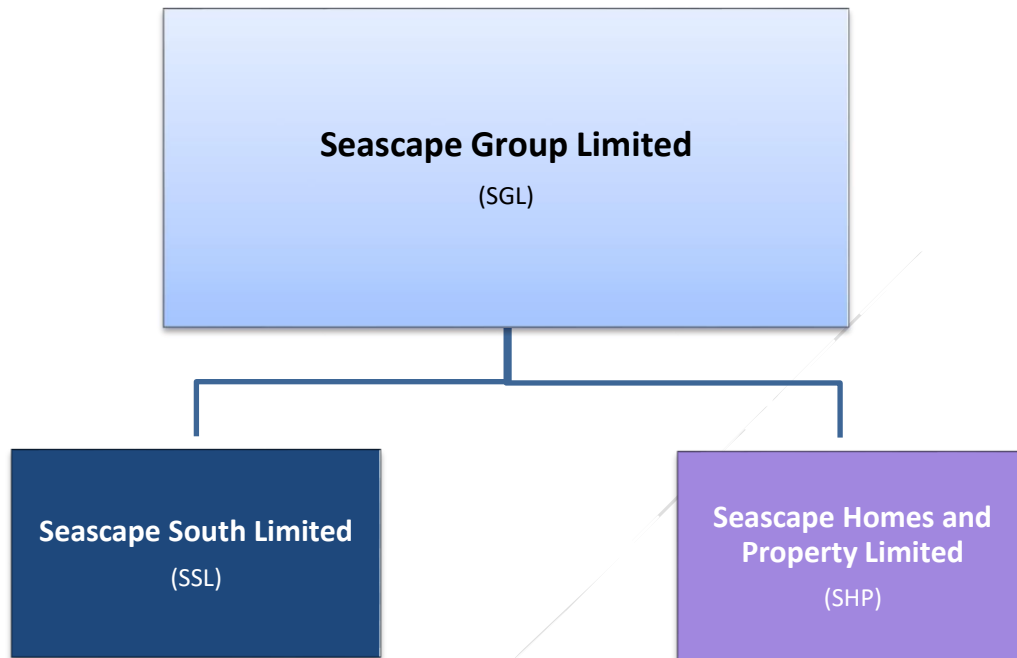 Seascape Group Limited
(SGL)
Seascape South Limited
(SSL)
Seascape Homes and
Property Limited
(SHP)